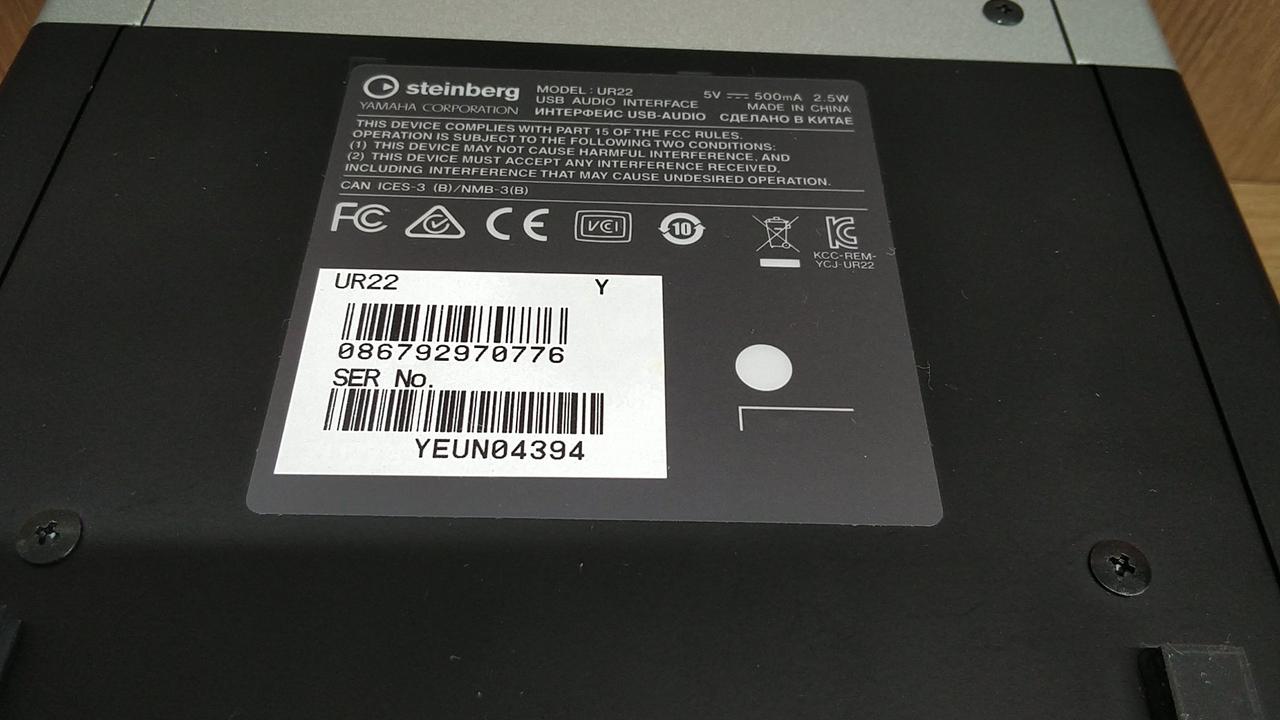 steinberg
YAMAHA CORPORATION
MODEL : UR22
USB AUDIO INTERFACE
ИНТЕРФЕЙС USB-AUDIO
5V ⎓ 500mA 2.5W
MADE IN CHINA
СДЕЛАНО В КИТАЕ
THIS DEVICE COMPLIES WITH PART 15 OF THE FCC RULES.
OPERATION IS SUBJECT TO THE FOLLOWING TWO CONDITIONS:
(1) THIS DEVICE MAY NOT CAUSE HARMFUL INTERFERENCE, AND
(2) THIS DEVICE MUST ACCEPT ANY INTERFERENCE RECEIVED,
INCLUDING INTERFERENCE THAT MAY CAUSE UNDESIRED OPERATION.
CAN ICES-3 (B)/NMB-3(B)
FC CE VCI 10
KCC-REM-
YCJ-UR22
UR22 Y
086792970776
SER No.
YEUN04394